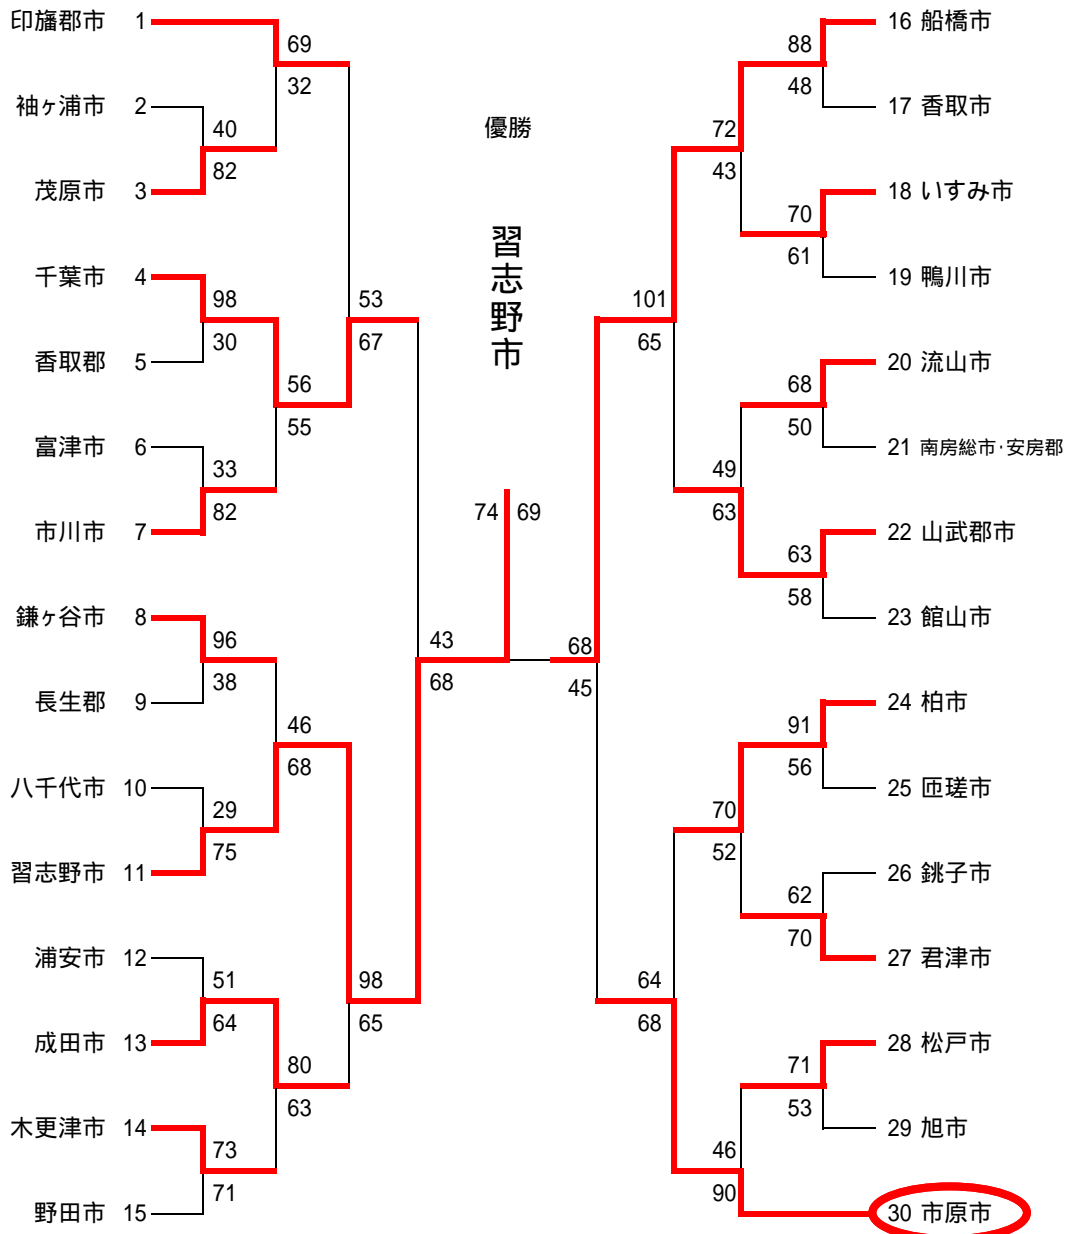 印旛郡市 1
69
32
袖ヶ浦市 2
40
82
茂原市 3
千葉市 4
98
30
香取郡 5
53
67
56
55
富津市 6
33
82
市川市 7
鎌ヶ谷市 8
96
38
長生郡 9
46
68
八千代市 10
29
75
習志野市 11
43
68
浦安市 12
51
64
成田市 13
98
65
80
63
木更津市 14
73
71
野田市 15
優勝
習志野市
74 69
16 船橋市
88
48
17 香取市
72
43
18 いすみ市
70
61
19 鴨川市
101
65
20 流山市
68
50
21 南房総市・安房郡
49
63
22 山武郡市
63
58
23 館山市
68
45
24 柏市
91
56
25 匝瑳市
70
52
26 銚子市
62
70
27 君津市
64
68
28 松戸市
71
53
29 旭市
46
90
30 市原市